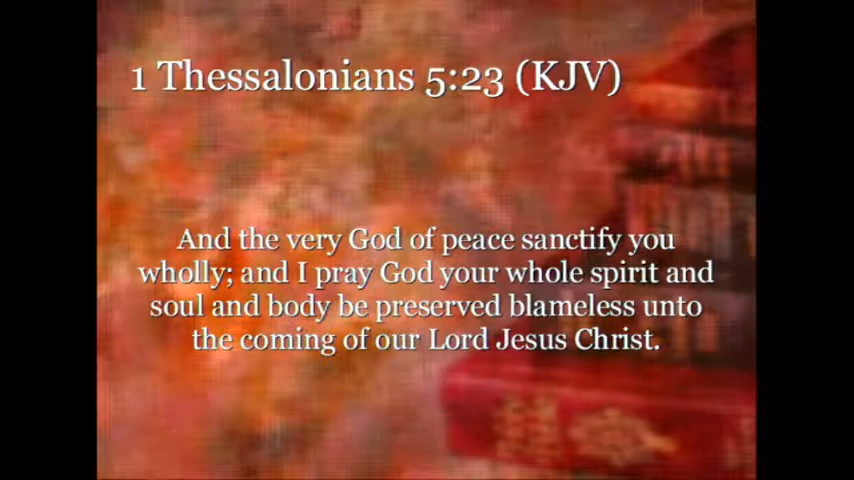 1 Thessalonians 5:23 (KJV)
And the very God of peace sanctify you
wholly; and I pray God your whole spirit and
soul and body be preserved blameless unto
the coming of our Lord Jesus Christ.